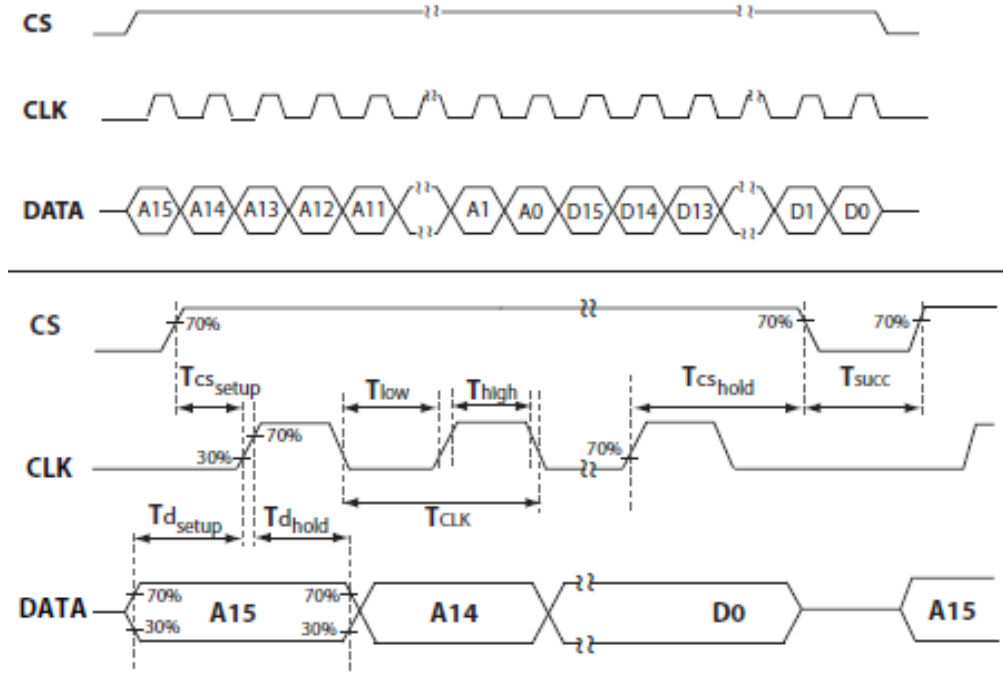 CS
CLK
DATA A15 A14 A13 A12 A11 A1 A0 D15 D14 D13 D1 D0
CS 70% 70% 70%
Tcs setup Tlow Thigh Tcs hold Tsucc
CLK 30% 70% 70%
Td setup Td hold TCLK
DATA 70% 30% A15 70% 30% A14 D0 A15